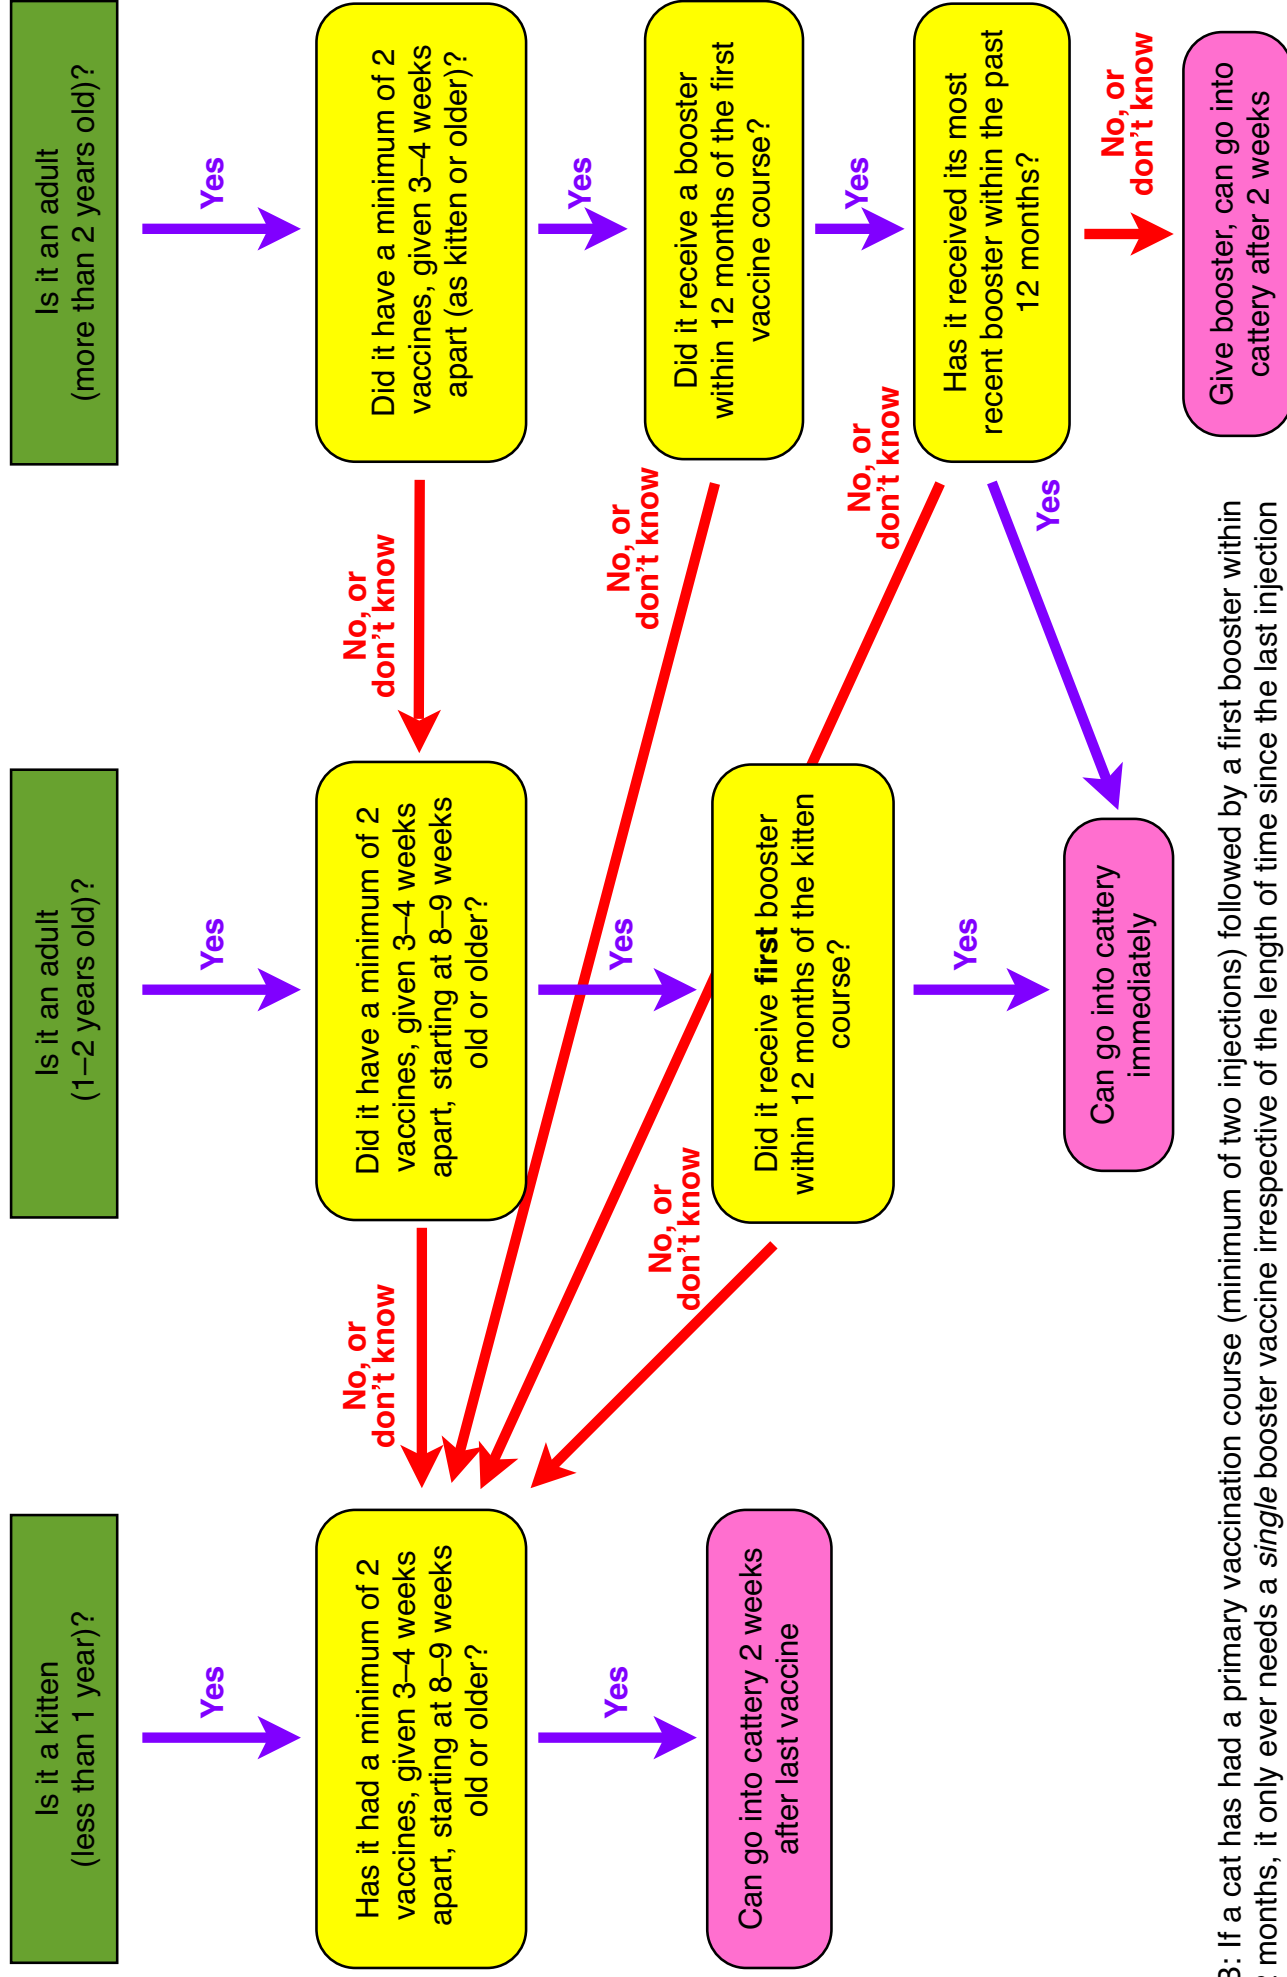 Is it a kitten
(less than 1 year)?
Yes
Has it had a minimum of 2
vaccines, given 3–4 weeks
apart, starting at 8–9 weeks
old or older?
Yes
Can go into cattery 2 weeks
after last vaccine
Is it an adult
(1–2 years old)?
Yes
Did it have a minimum of 2
vaccines, given 3–4 weeks
apart, starting at 8–9 weeks
old or older?
No, or
don't know
Yes
Did it receive first booster
within 12 months of the kitten
course?
No, or
don't know
Yes
Can go into cattery
immediately
Is it an adult
(more than 2 years old)?
Yes
Did it have a minimum of 2
vaccines, given 3–4 weeks
apart (as kitten or older)?
No, or
don't know
Yes
Did it receive a booster
within 12 months of the first
vaccine course?
No, or
don't know
Yes
Has it received its most
recent booster within the past
12 months?
No, or
don't know
Yes
No, or
don't know
Give booster, can go into
cattery after 2 weeks
If a cat has had a primary vaccination course (minimum of two injections) followed by a first booster within
months, it only ever needs a single booster vaccine irrespective of the length of time since the last injection